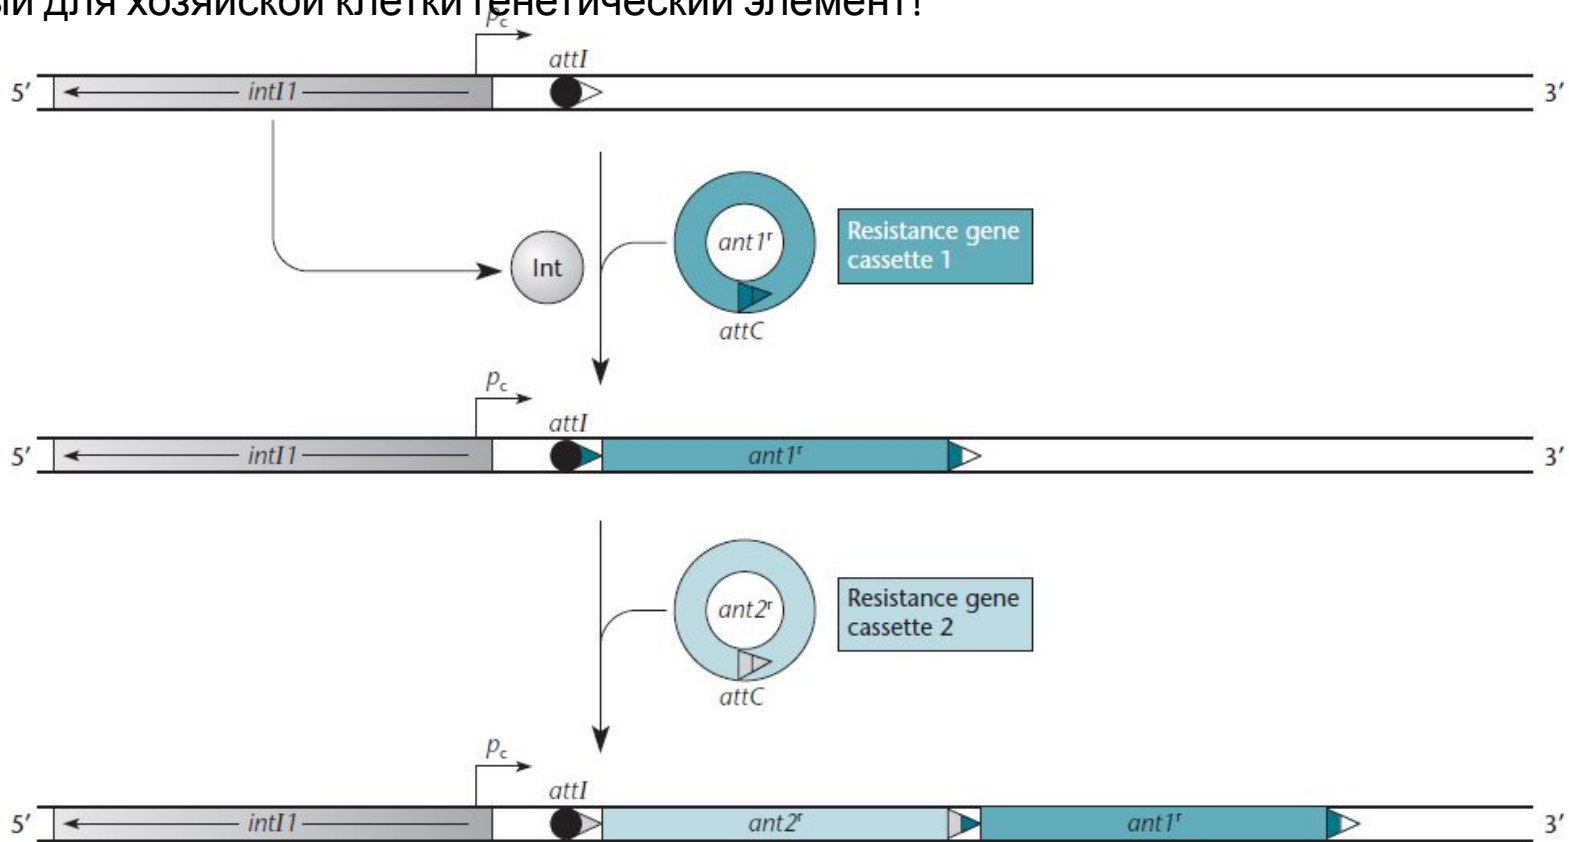 для хозяйской клетки генетический элемент!
Pc
attI
5′ intI1 3′
Int
ant1r
attC
Resistance gene
cassette 1
Pc
attI
5′ intI1 ant1r 3′
ant2r
attC
Resistance gene
cassette 2
Pc
attI
5′ intI1 ant2r ant1r 3′